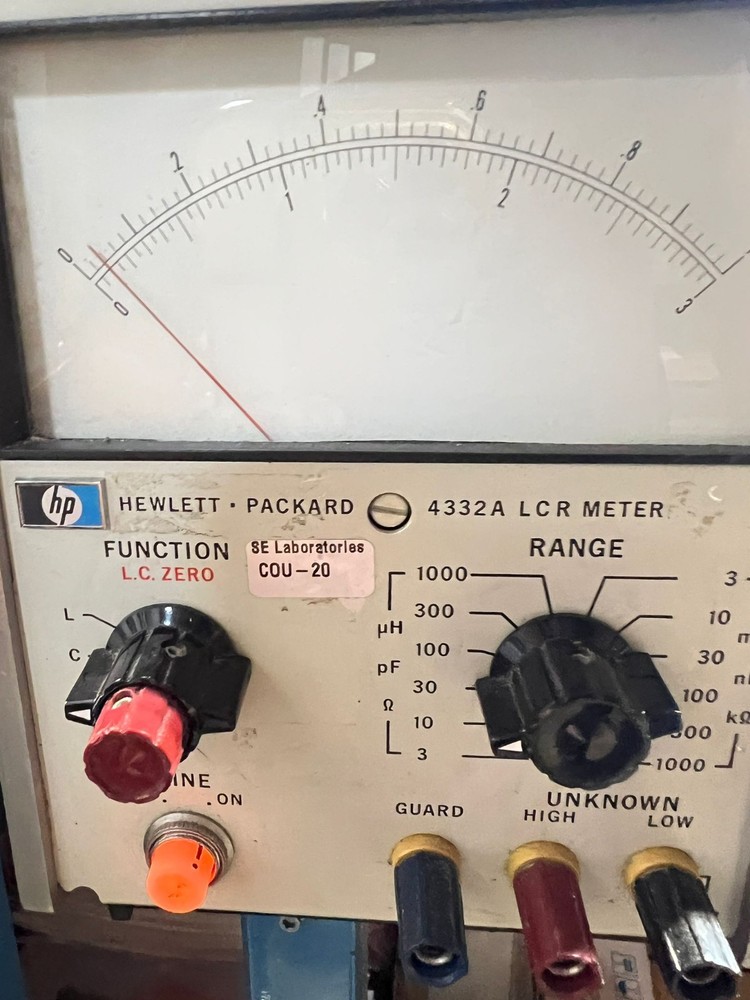 .2 .4 .6 .8
0
0 1 2 3
hp HEWLETT · PACKARD 4332A LCR METER
FUNCTION
L.C. ZERO
SE Laboratories
COU-20
RANGE
L
C
1000
300
100
30
10
3
µH
pF
Ω
3
10
30
100
300
1000
kΩ
ON
GUARD
UNKNOWN
HIGH LOW